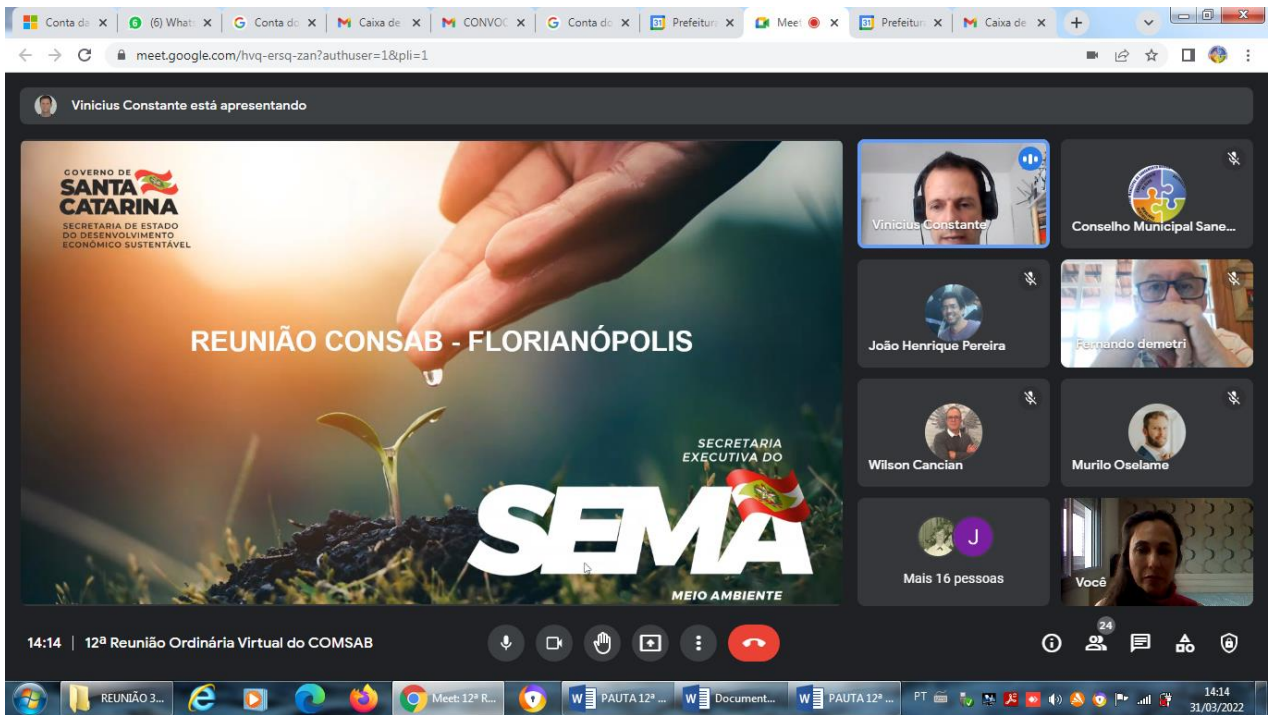 Conta da
(6) What
Conta do
Caixa de
CONVOC
Conta do
Prefeitur
Meet
Prefeitur
Caixa de
meet.google.com/hvq-ersq-zan?authuser=1&pli=1
Vinicius Constante está apresentando
GOVERNO DE
SANTA
CATARINA
SECRETARIA DE ESTADO
DO DESENVOLVIMENTO
ECONÔMICO SUSTENTÁVEL
REUNIÃO CONSAB - FLORIANÓPOLIS
SECRETARIA
EXECUTIVA DO
SEMA
MEIO AMBIENTE
Vinicius Constante
Conselho Municipal Sane...
João Henrique Pereira
Fernando demetri
Wilson Cancian
Murilo Oselame
J
Mais 16 pessoas
Você
14:14 | 12ª Reunião Ordinária Virtual do COMSAB
24
REUNIÃO 3...
Meet: 12ª R...
PAUTA 12ª ...
Document...
PAUTA 12ª ...
PT
14:14
31/03/2022